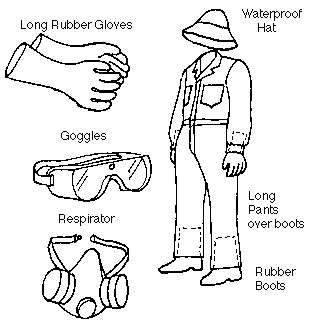 Long Rubber Gloves
Goggles
Respirator
Waterproof
Hat
Long
Pants
over boots
Rubber
Boots